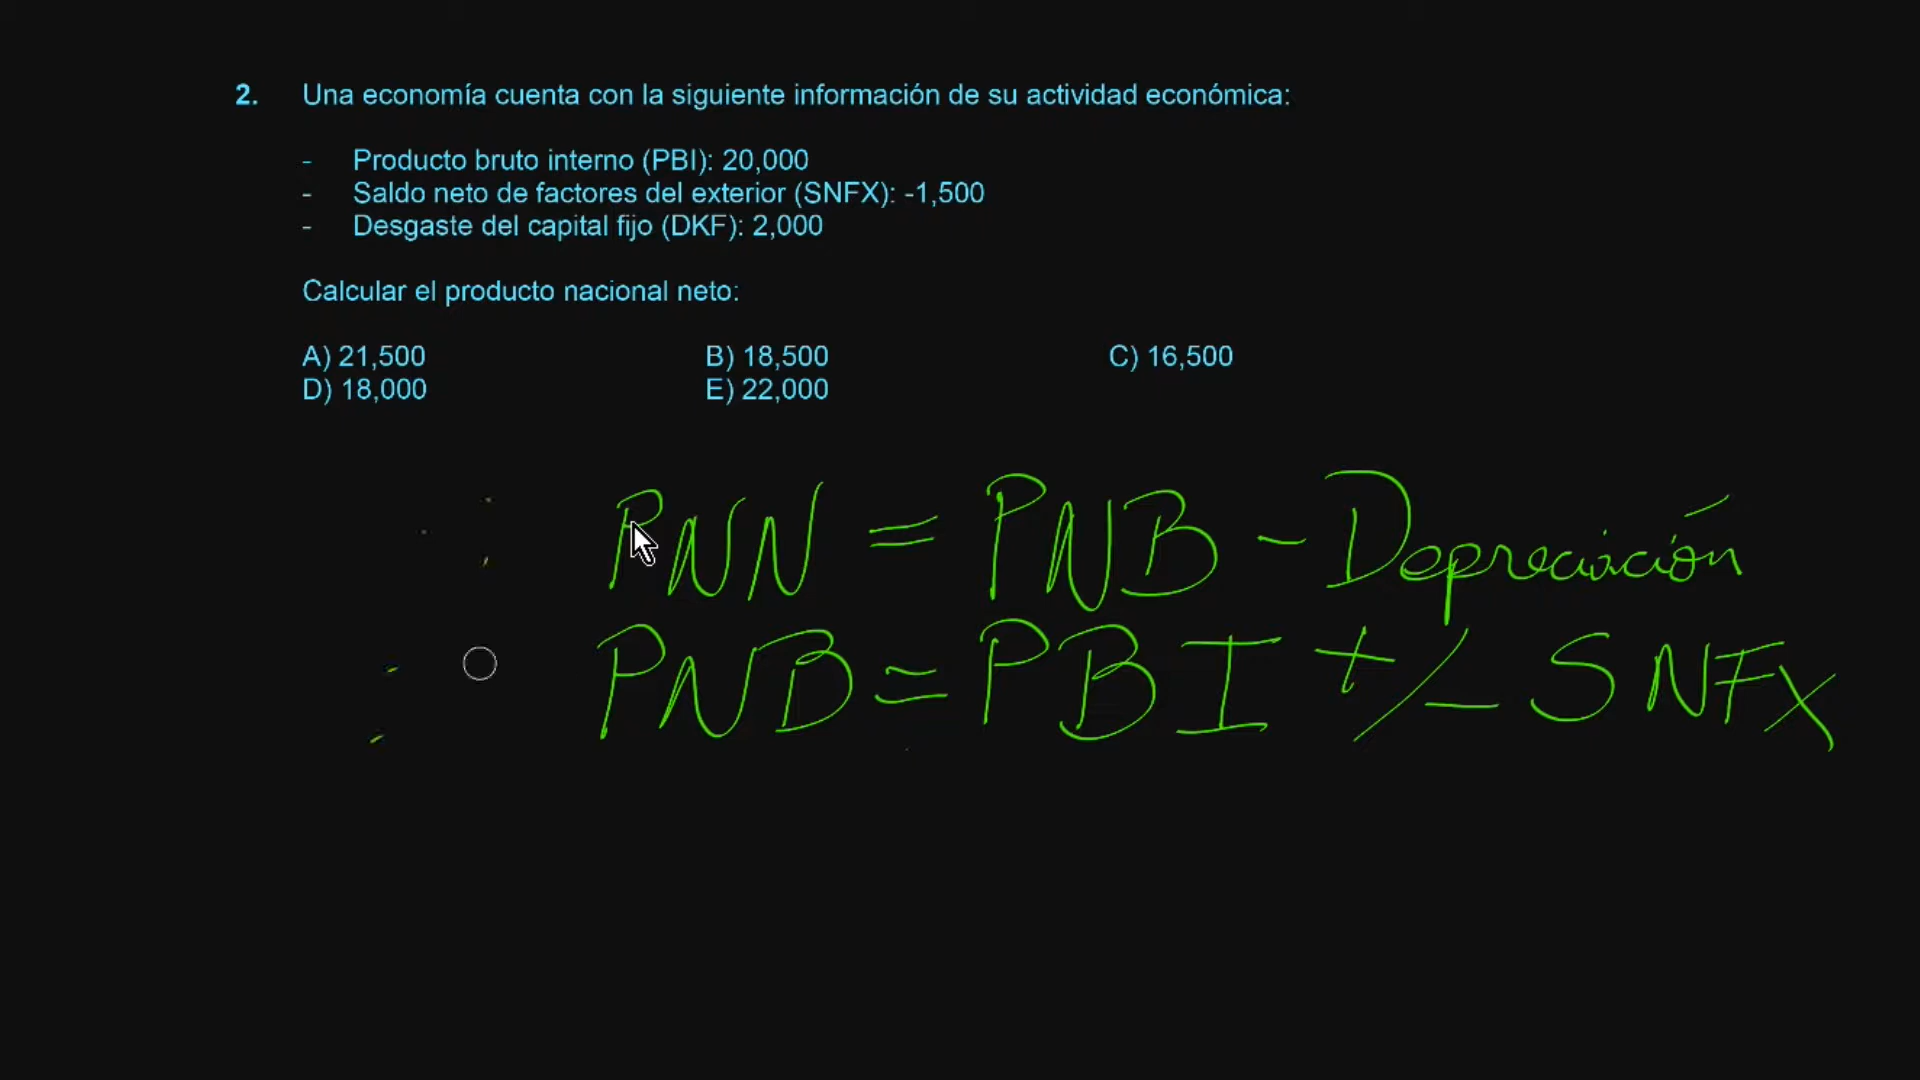 2. Una economía cuenta con la siguiente información de su actividad económica:
- Producto bruto interno (PBI): 20,000
- Saldo neto de factores del exterior (SNFX): -1,500
- Desgaste del capital fijo (DKF): 2,000
Calcular el producto nacional neto:
A) 21,500 B) 18,500 C) 16,500
D) 18,000 E) 22,000
PNN = PNB - Depreciación
PNB = PBI +/- SNFX